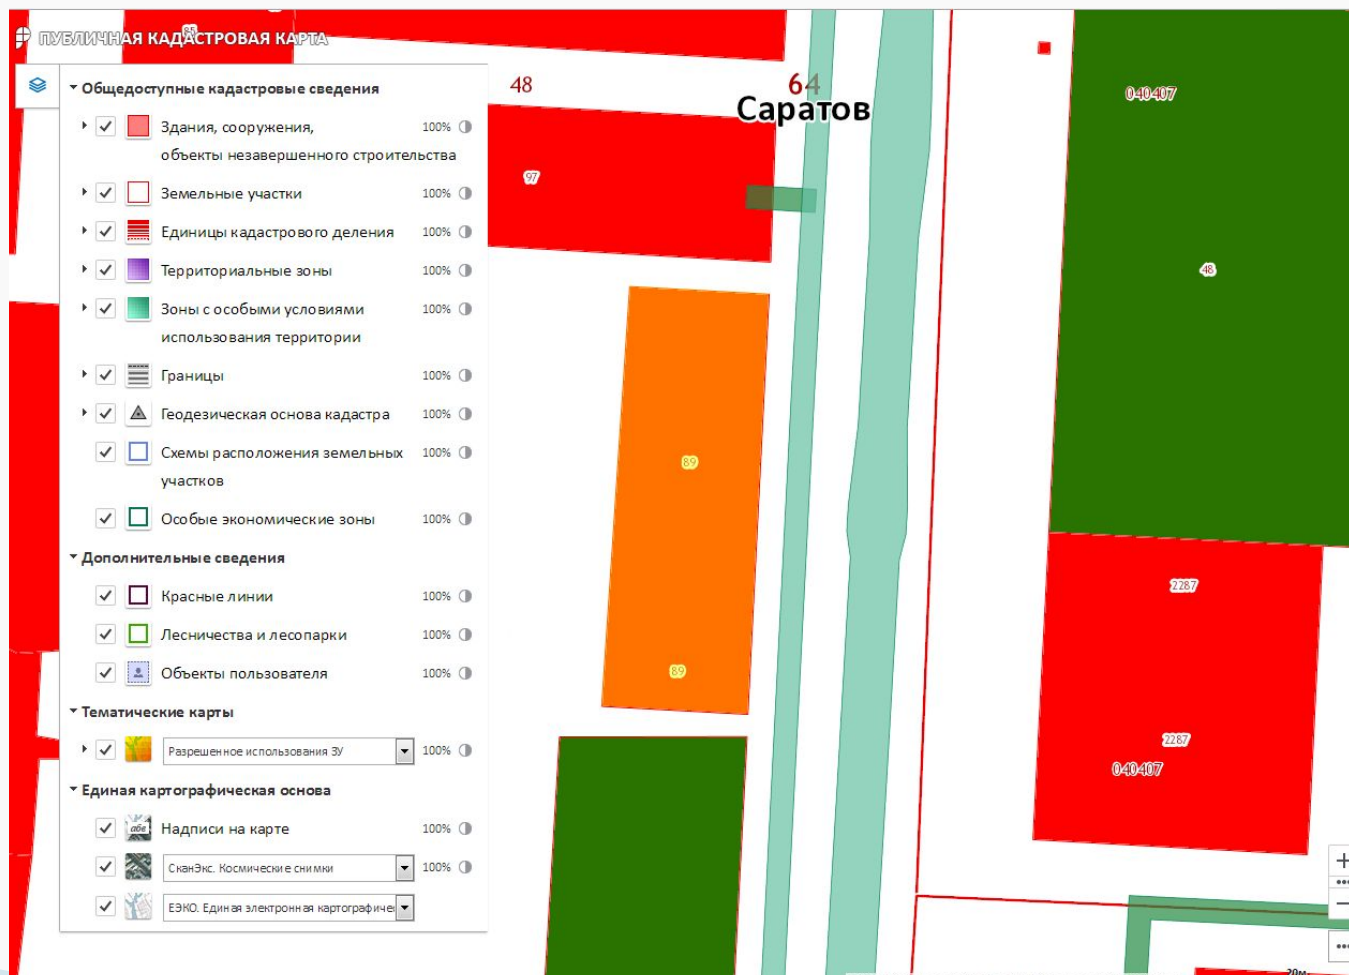 85
ПУБЛИЧНАЯ КАДАСТРОВАЯ КАРТА
Общедоступные кадастровые сведения
Здания, сооружения,
объекты незавершенного строительства
100%
Земельные участки 100%
Единицы кадастрового деления 100%
Территориальные зоны 100%
Зоны с особыми условиями
использования территории
100%
Границы 100%
Геодезическая основа кадастра 100%
Схемы расположения земельных
участков
100%
Особые экономические зоны 100%
Дополнительные сведения
Красные линии 100%
Лесничества и лесопарки 100%
Объекты пользователя 100%
Тематические карты
Разрешенное использования ЗУ 100%
Единая картографическая основа
абв
Надписи на карте 100%
СканЭкс. Космические снимки 100%
ЕЭКО. Единая электронная картографиче
48
64
Саратов
97
040407
48
89
89
2287
2287
040407
20м